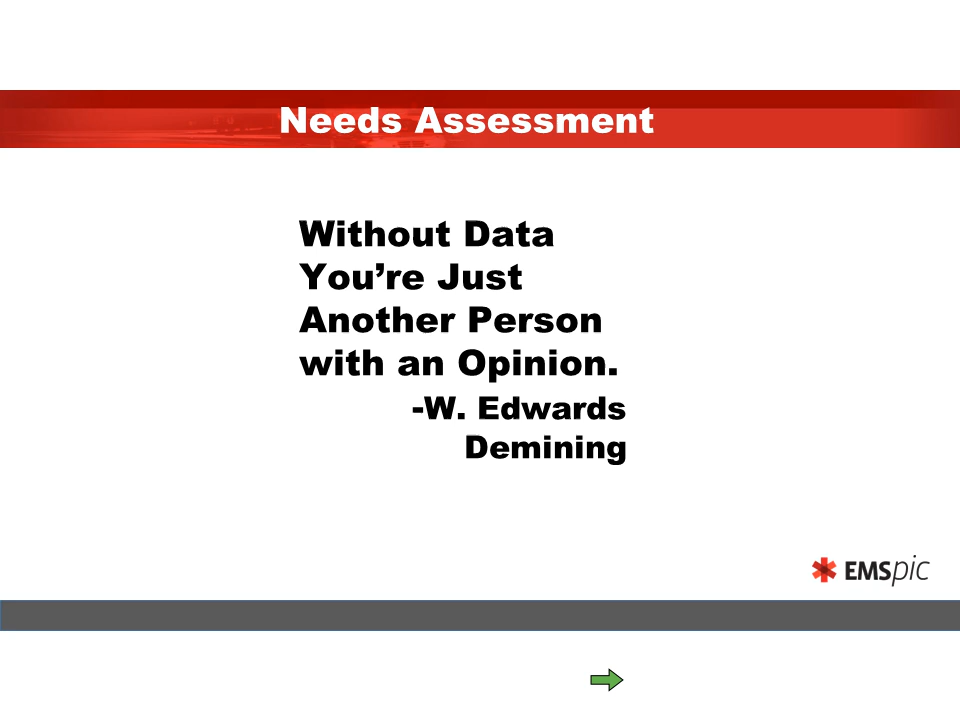 Needs Assessment
Without Data
You’re Just
Another Person
with an Opinion.
-W. Edwards
Demining
EMSpic